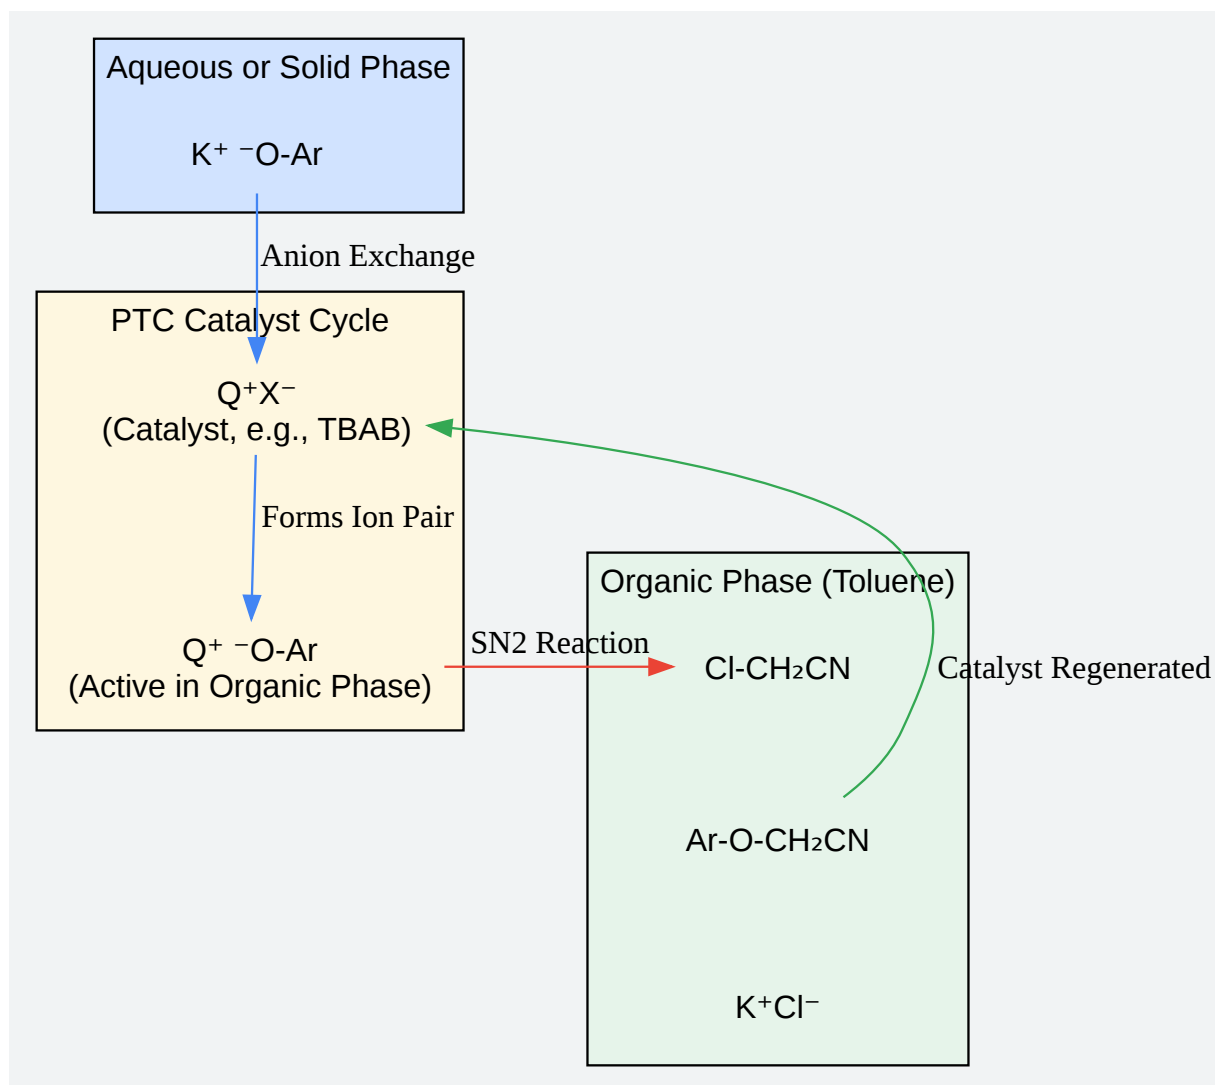 Aqueous or Solid Phase
K⁺ ⁻O-Ar
Anion Exchange
PTC Catalyst Cycle
Q⁺X⁻
(Catalyst, e.g., TBAB)
Forms Ion Pair
Q⁺ ⁻O-Ar
(Active in Organic Phase)
SN2 Reaction
Organic Phase (Toluene)
Cl-CH₂CN
Catalyst Regenerated
Ar-O-CH₂CN
K⁺Cl⁻